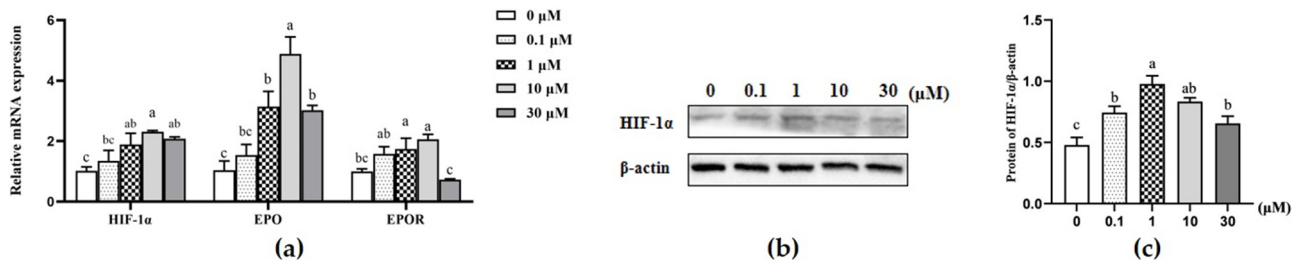 Relative mRNA expression
6
4
2
0
c bc ab a ab
c bc b a b
bc ab a a c
HIF-1α EPO EPOR
0 μM
0.1 μM
1 μM
10 μM
30 μM
(a)
0 0.1 1 10 30 (μM)
HIF-1α
β-actin
(b)
Protein of HIF-1α/β-actin
1.5
1.0
0.5
0.0
c b a ab b
0 0.1 1 10 30 (μM)
(c)